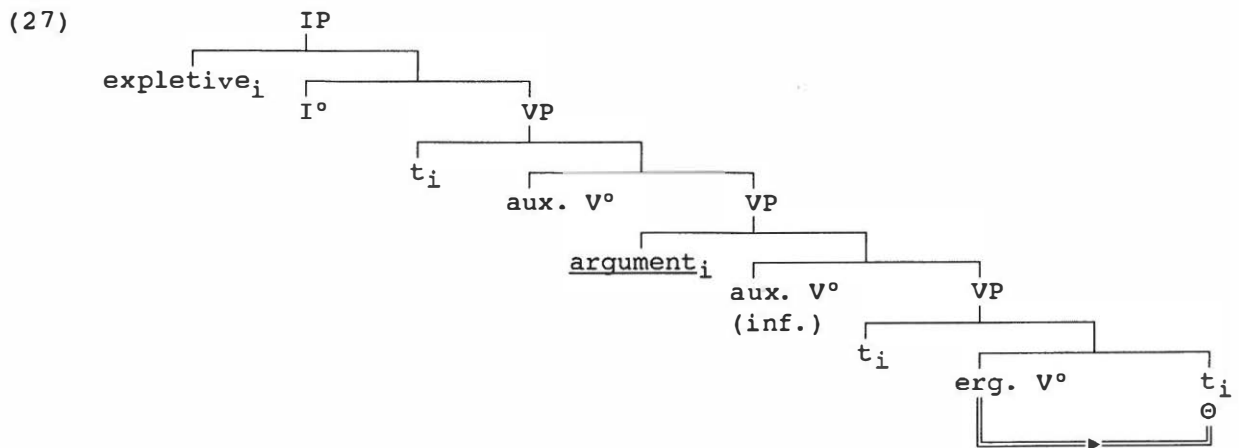 (27) IP
expletive_i
I° VP
t_i
aux. V° VP
argument_i
aux. V° VP
(inf.)
t_i
erg. V° t_i
Θ